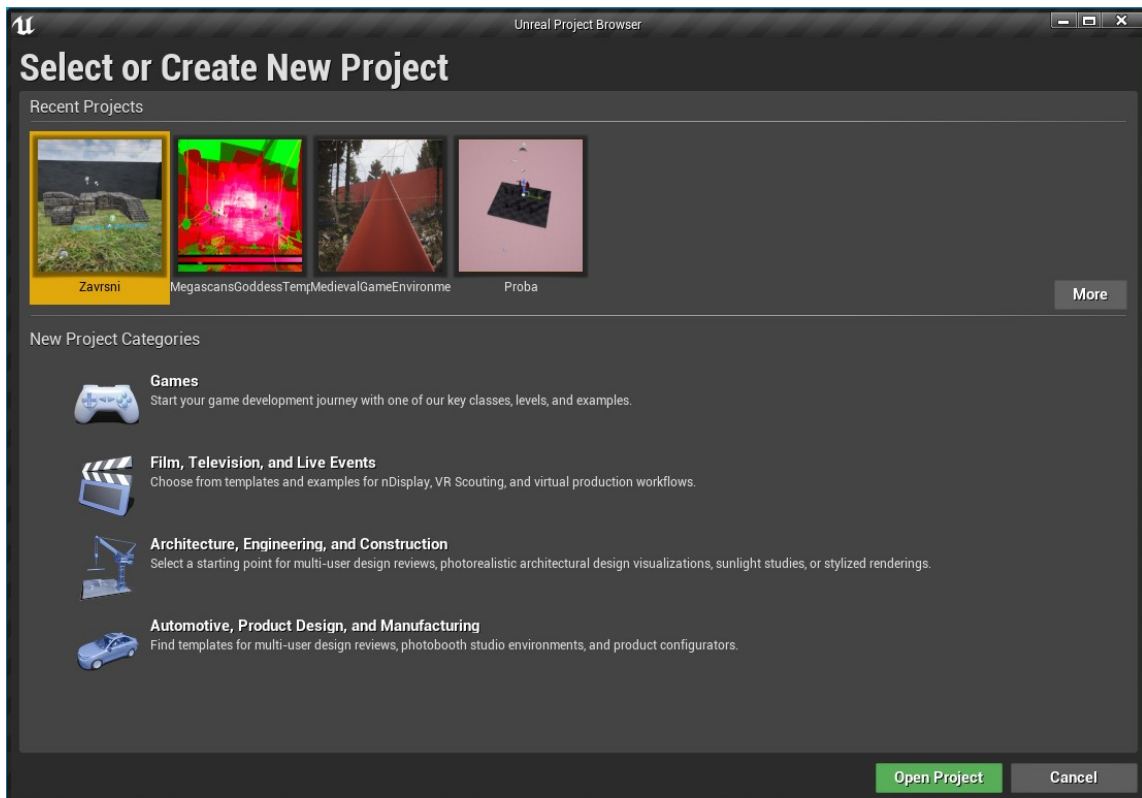 Unreal Project Browser
Select or Create New Project
Recent Projects
Zavrsni
MegascansGoddessTemp
MedievalGameEnvironme
Proba
More
New Project Categories
Games
Start your game development journey with one of our key classes, levels, and examples.
Film, Television, and Live Events
Choose from templates and examples for nDisplay, VR Scouting, and virtual production workflows.
Architecture, Engineering, and Construction
Select a starting point for multi-user design reviews, photorealistic architectural design visualizations, sunlight studies, or stylized renderings.
Automotive, Product Design, and Manufacturing
Find templates for multi-user design reviews, photobooth studio environments, and product configurators.
Open Project
Cancel